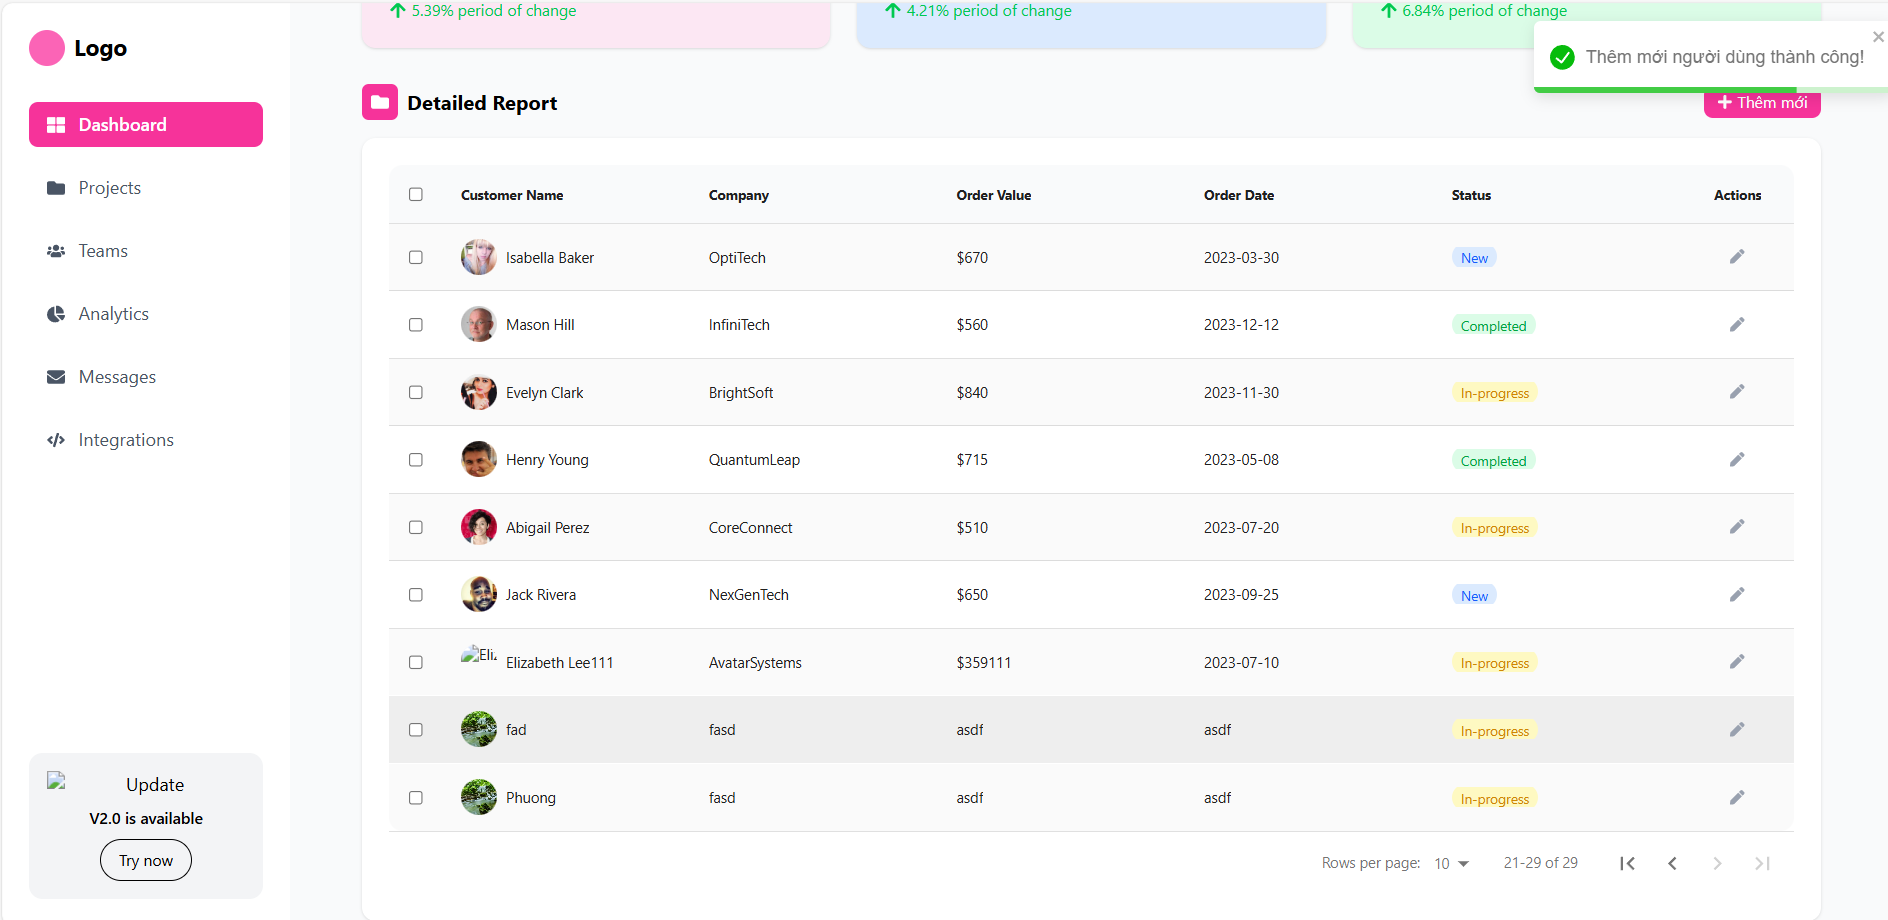 5.39% period of change
4.21% period of change
6.84% period of change
Logo
Thêm mới người dùng thành công!
Detailed Report
Thêm mới
Dashboard
Projects
Teams
Analytics
Messages
Integrations
Customer Name Company Order Value Order Date Status Actions
Isabella Baker OptiTech $670 2023-03-30 New
Mason Hill InfiniTech $560 2023-12-12 Completed
Evelyn Clark BrightSoft $840 2023-11-30 In-progress
Henry Young QuantumLeap $715 2023-05-08 Completed
Abigail Perez CoreConnect $510 2023-07-20 In-progress
Jack Rivera NexGenTech $650 2023-09-25 New
Eliz Elizabeth Lee111 AvatarSystems $359111 2023-07-10 In-progress
fad fasd asdf asdf In-progress
Phuong fasd asdf asdf In-progress
Update
V2.0 is available
Try now
Rows per page: 10 21-29 of 29